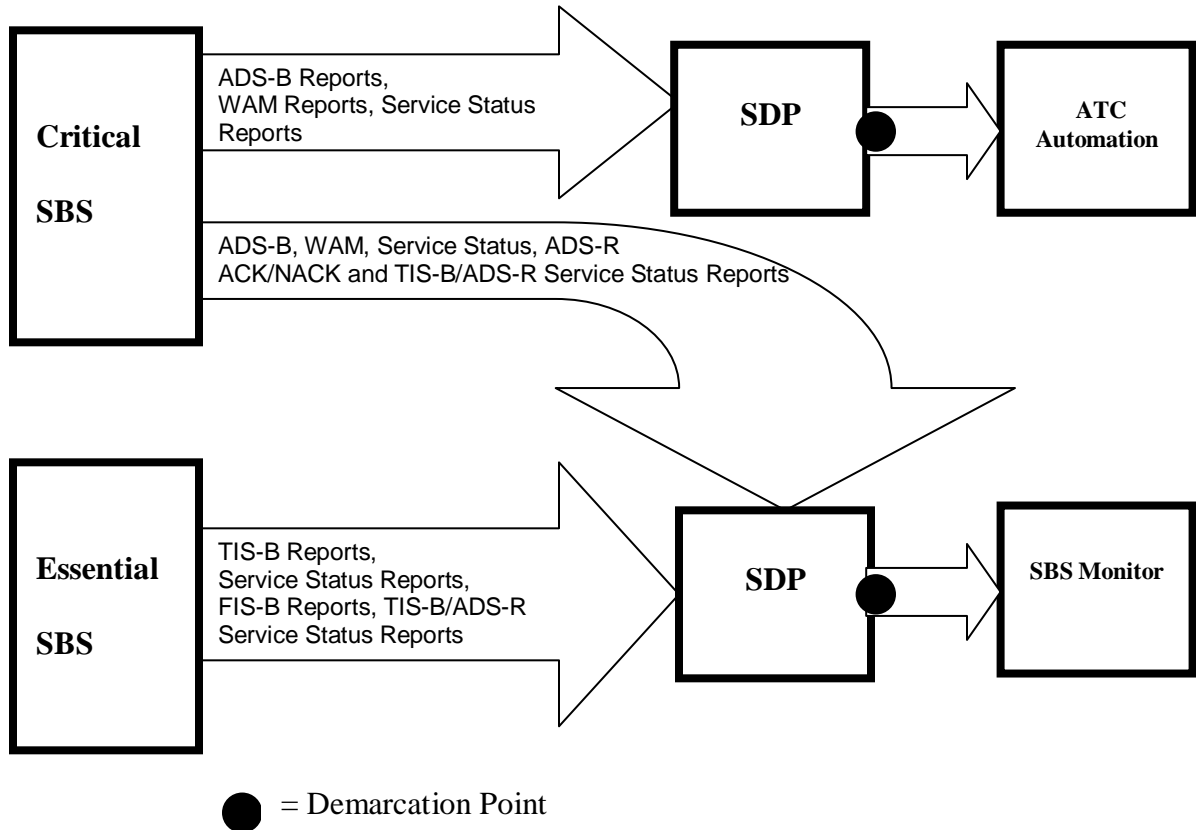 Critical
SBS
ADS-B Reports,
WAM Reports, Service Status
Reports
SDP
ATC
Automation
ADS-B, WAM, Service Status, ADS-R
ACK/NACK and TIS-B/ADS-R Service Status Reports
Essential
SBS
TIS-B Reports,
Service Status Reports,
FIS-B Reports, TIS-B/ADS-R
Service Status Reports
SDP
SBS Monitor
= Demarcation Point